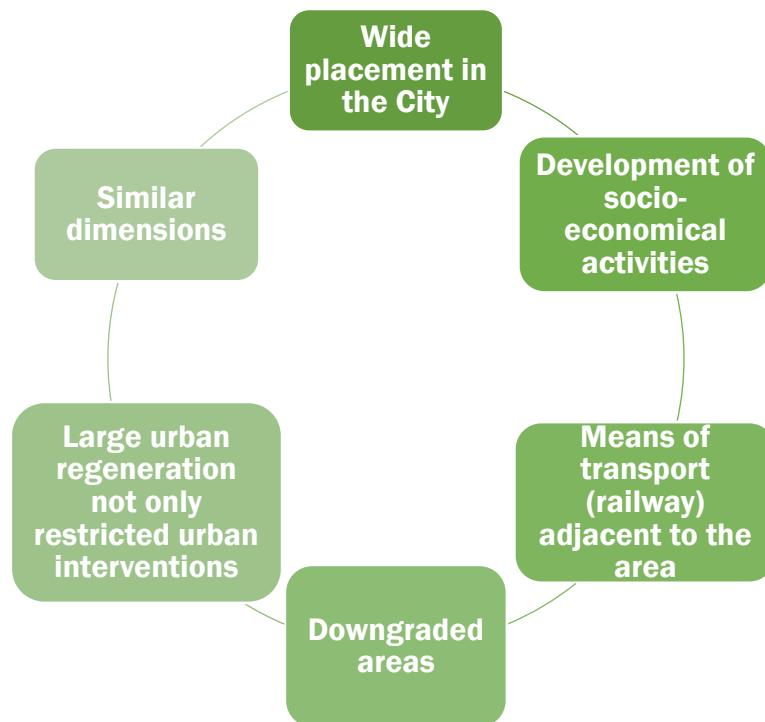 Wide
placement in
the City
Development of
socio-
economical
activities
Means of
transport
(railway)
adjacent to the
area
Downgraded
areas
Large urban
regeneration
not only
restricted urban
interventions
Similar
dimensions